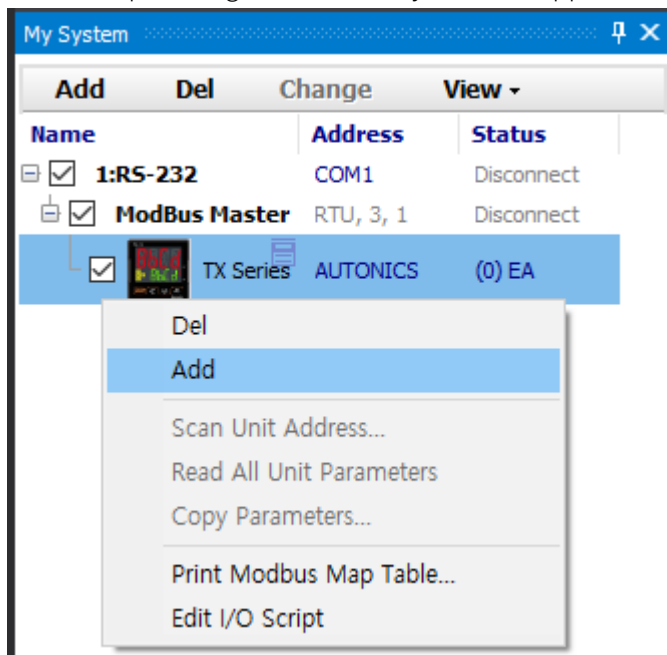 My System
Add Del Change View
Name Address Status
1:RS-232 COM1 Disconnect
ModBus Master RTU, 3, 1 Disconnect
TX Series AUTONICS (0) EA
Del
Add
Scan Unit Address...
Read All Unit Parameters
Copy Parameters...
Print Modbus Map Table...
Edit I/O Script